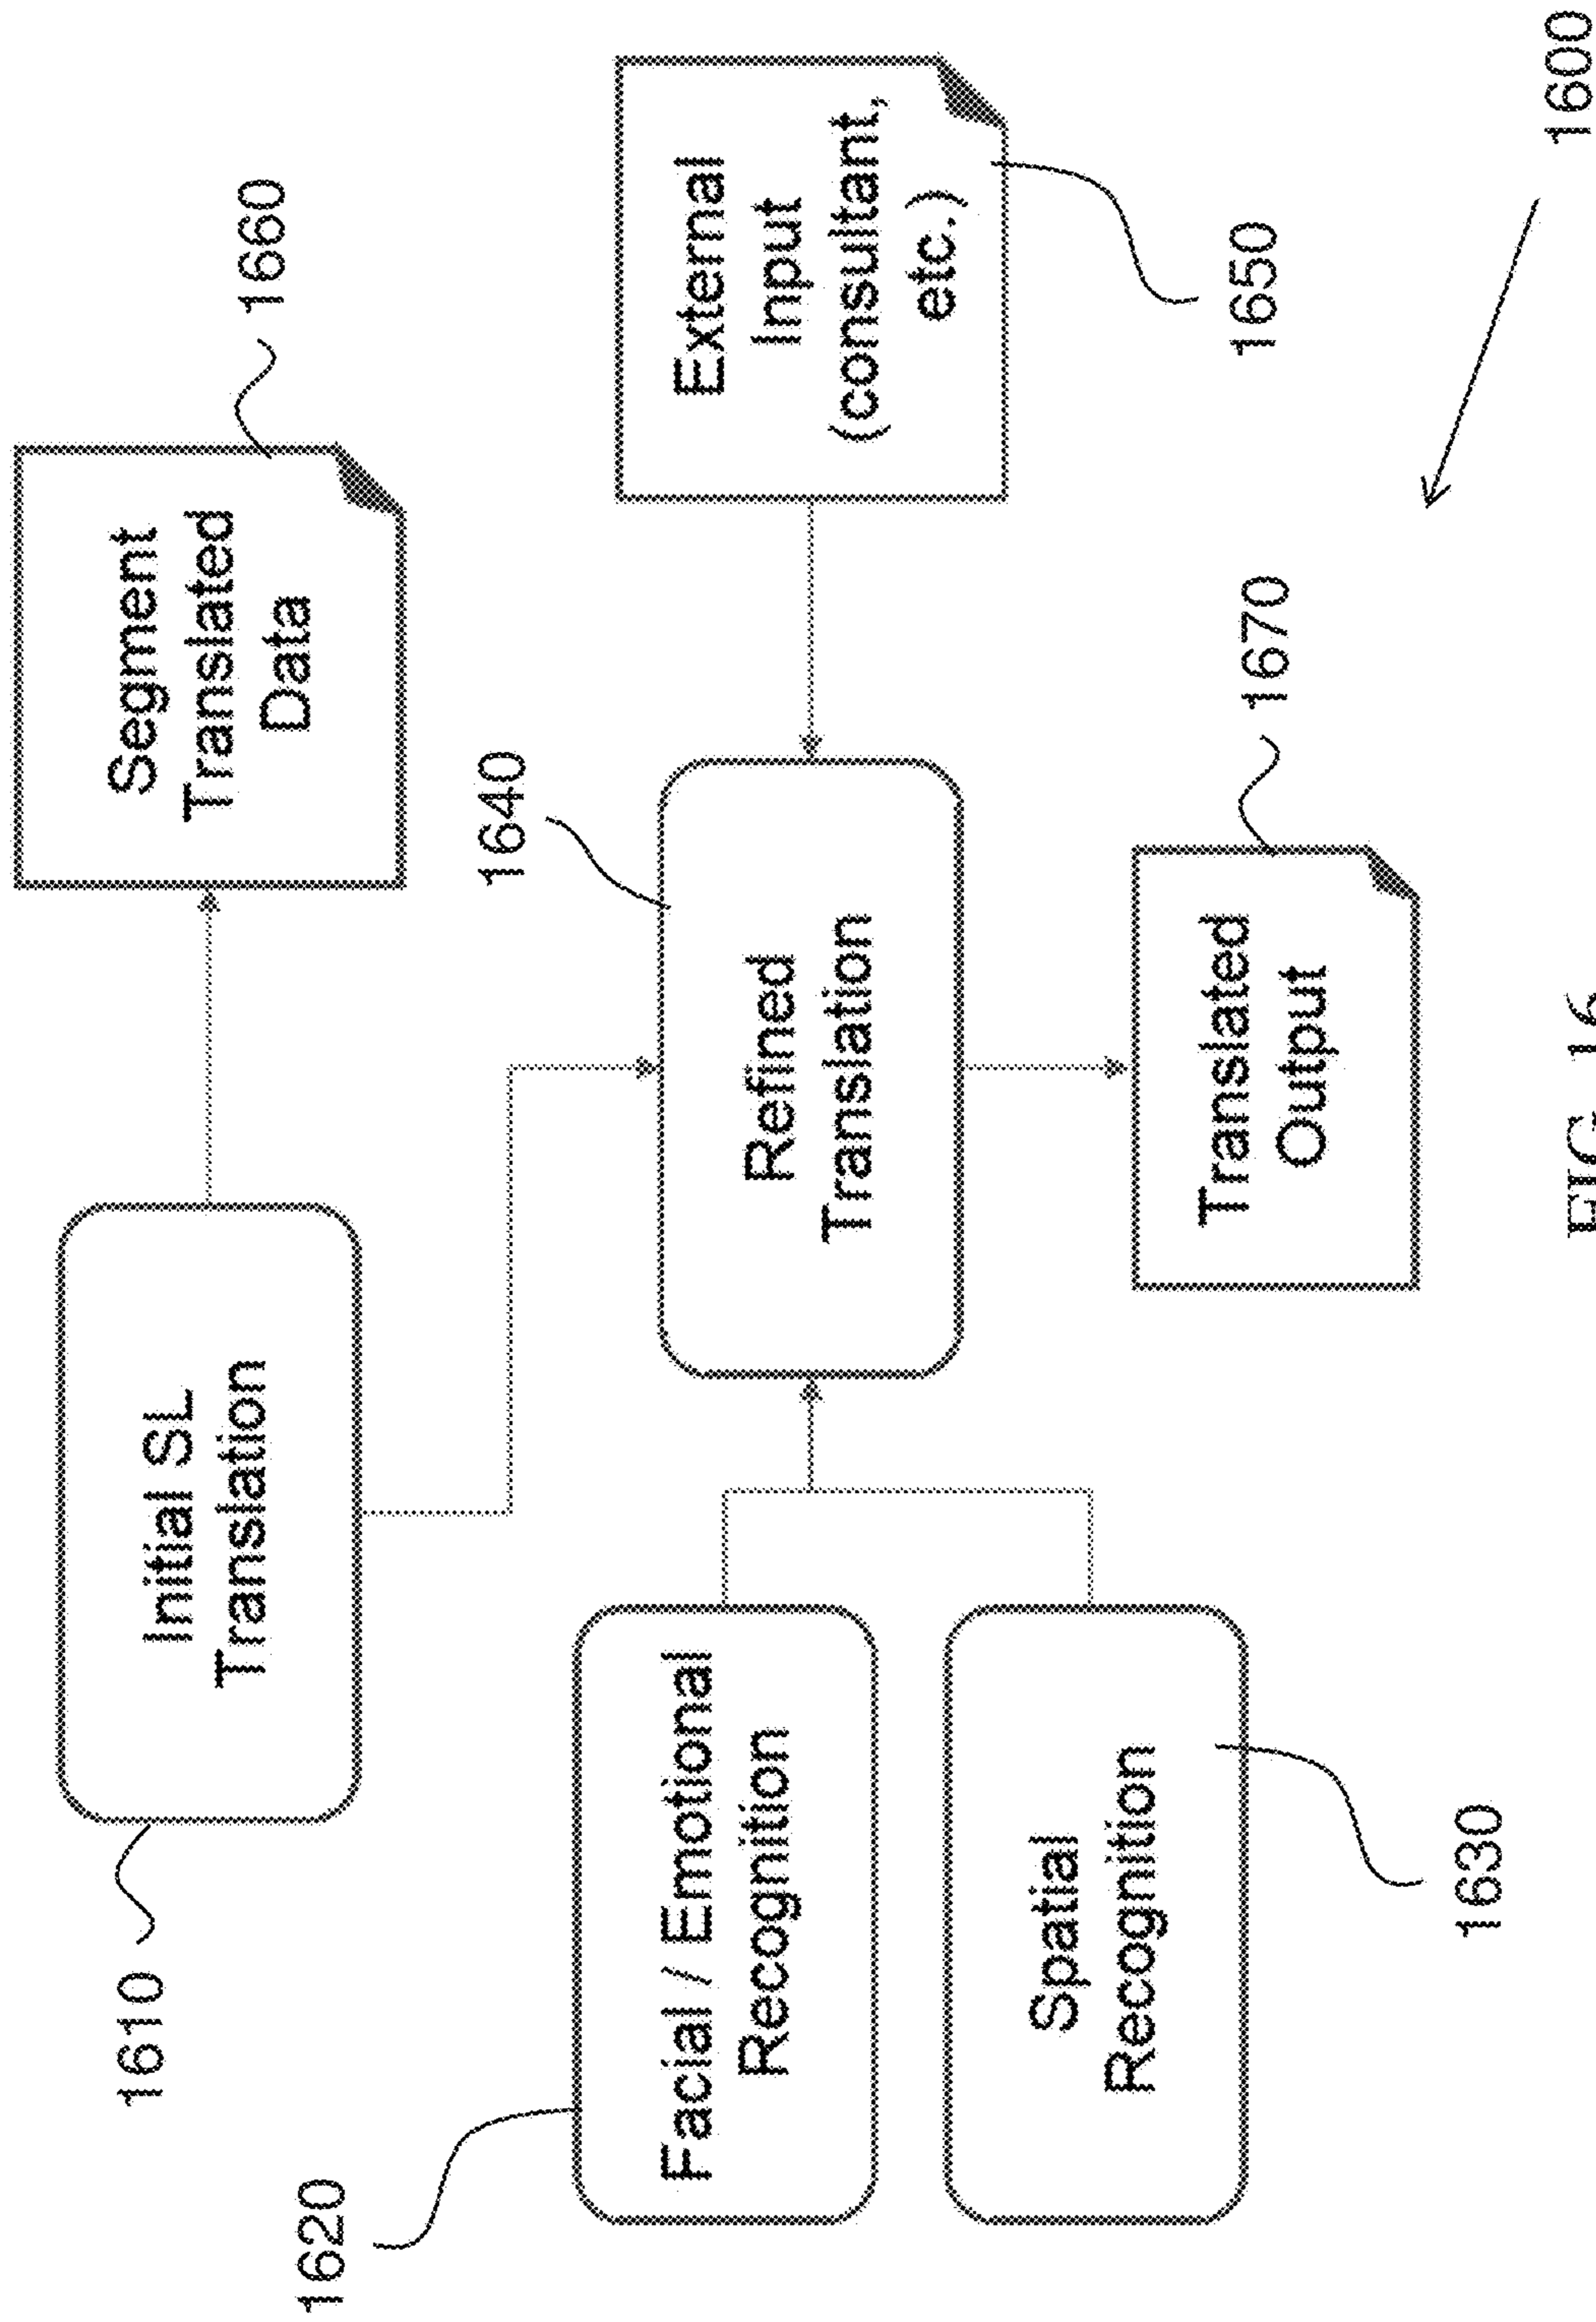 1610
Initial SL
Translation
Segment
Translated
Data
1660
1620
Facial / Emotional
Recognition
1640
Refined
Translation
External
Input
(consultant,
etc.)
1650
Spatial
Recognition
1630
Translated
Output
1670
FIG. 16
1600